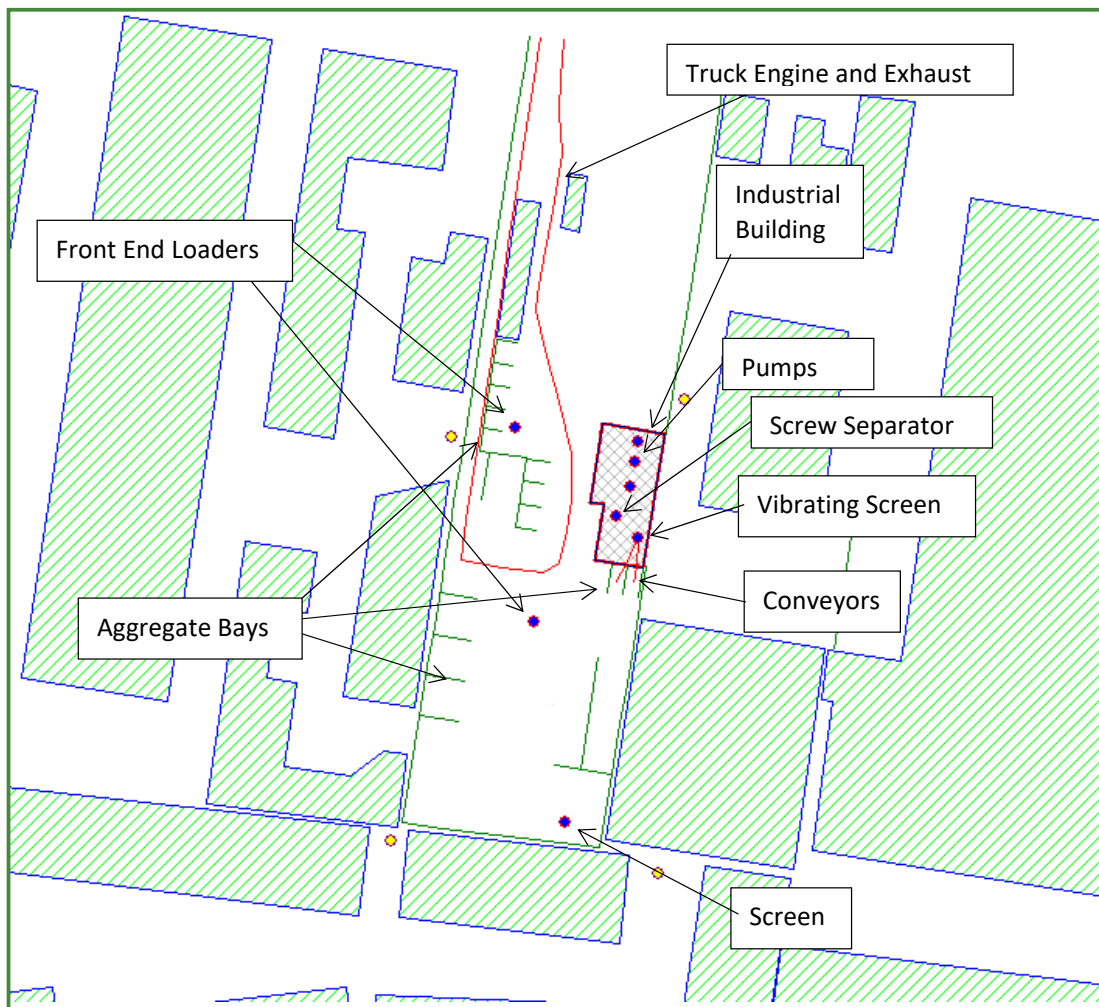 Truck Engine and Exhaust
Industrial
Building
Front End Loaders
Pumps
Screw Separator
Vibrating Screen
Conveyors
Aggregate Bays
Screen